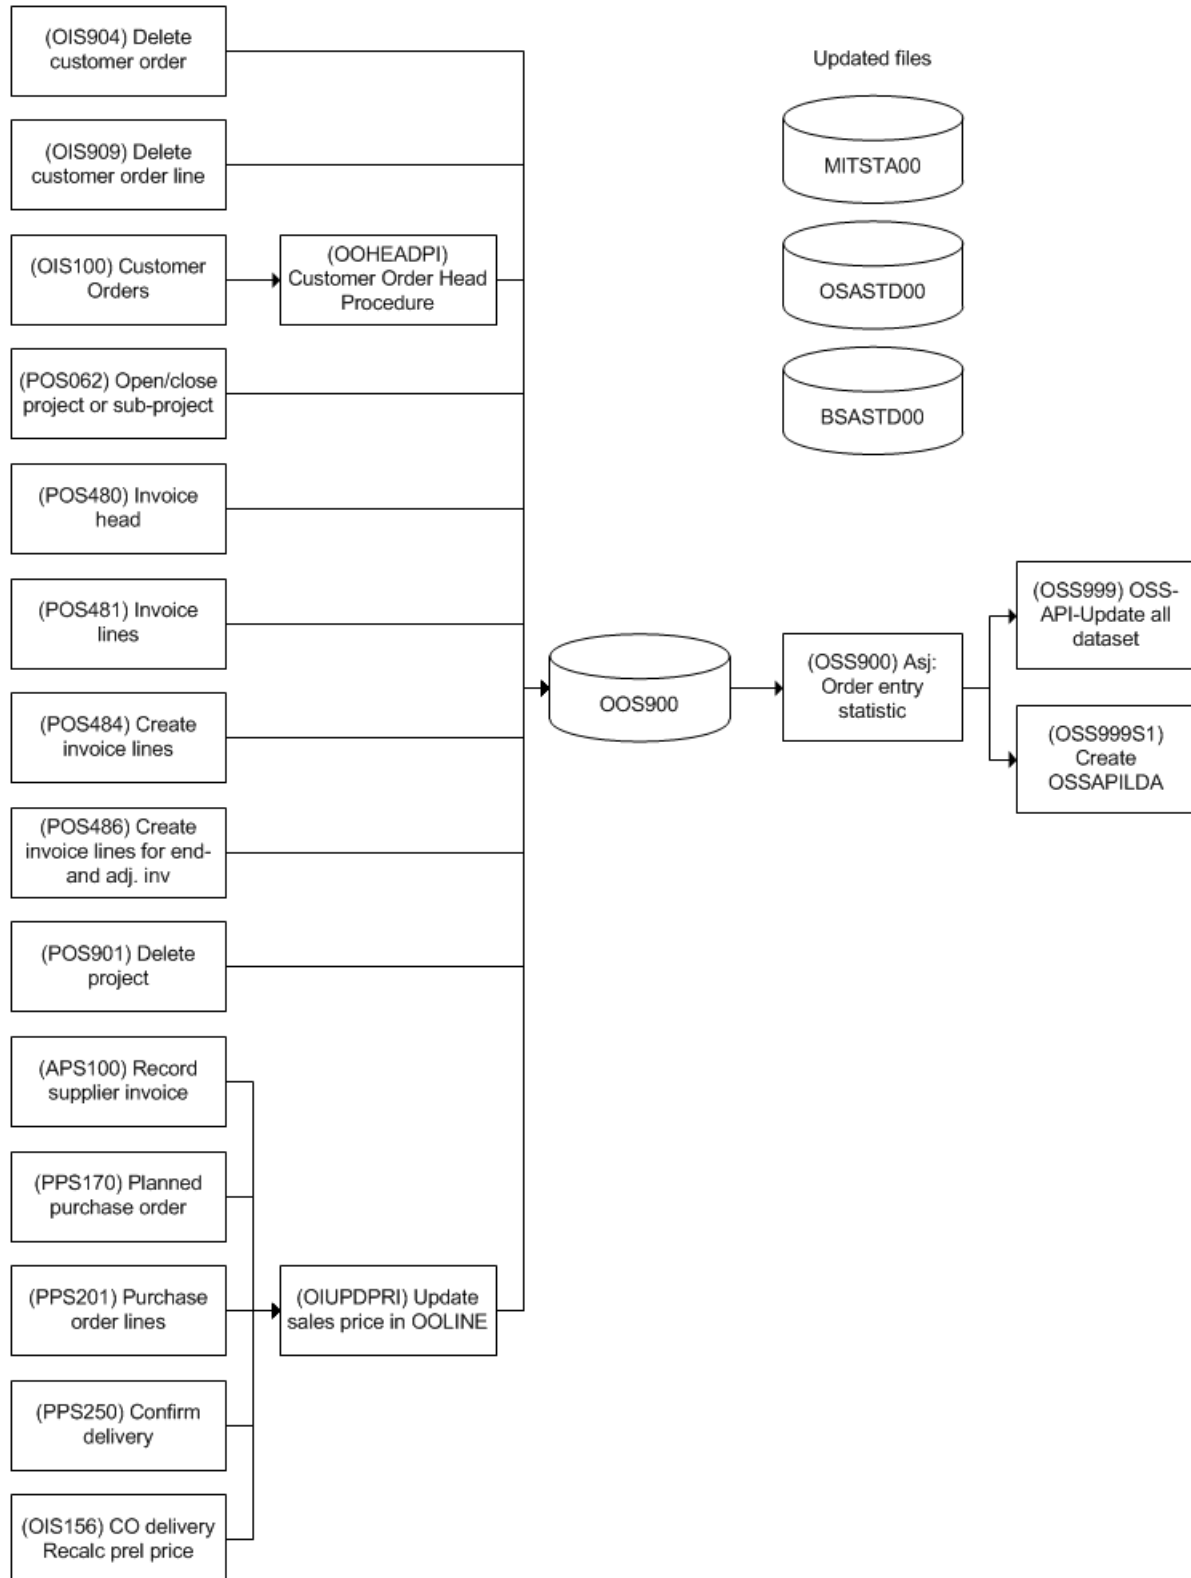 (OIS904) Delete
customer order
(OIS909) Delete
customer order line
(OIS100) Customer
Orders
(OOHEADPI)
Customer Order Head
Procedure
(POS062) Open/close
project or sub-project
(POS480) Invoice
head
(POS481) Invoice
lines
(POS484) Create
invoice lines
(POS486) Create
invoice lines for end-
and adj. inv
(POS901) Delete
project
(APS100) Record
supplier invoice
(PPS170) Planned
purchase order
(PPS201) Purchase
order lines
(OIUPDPRI) Update
sales price in OOLINE
(PPS250) Confirm
delivery
(OIS156) CO delivery
Recalc prel price
OOS900
(OSS900) Asj:
Order entry
statistic
(OSS999) OSS-
API-Update all
dataset
(OSS999S1)
Create
OSSAPILDA
Updated files
MITSTA00
OSASTD00
BSASTD00